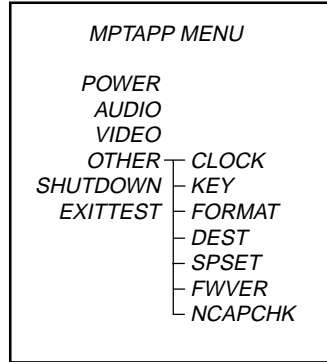 MPTAPP MENU
POWER
AUDIO
VIDEO
OTHER CLOCK
SHUTDOWN KEY
EXITTEST FORMAT
DEST
SPSET
FWVER
NCAPCHK